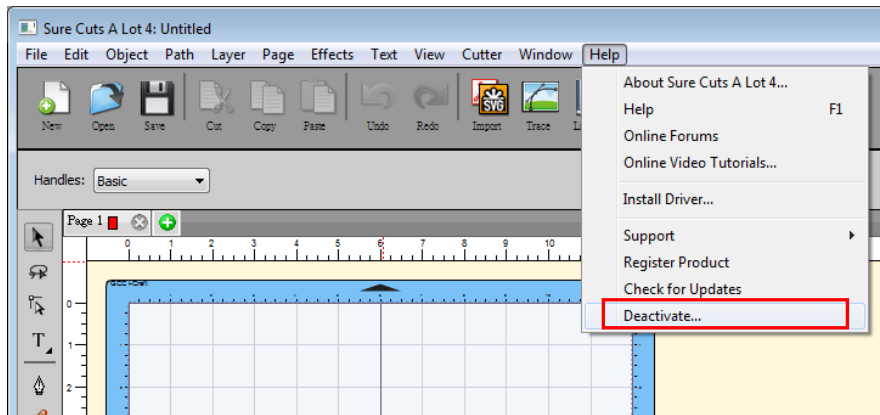 Sure Cuts A Lot 4: Untitled
File Edit Object Path Layer Page Effects Text View Cutter Window Help
New Open Save Cut Copy Paste Undo Redo SVG Import Trace
About Sure Cuts A Lot 4...
Help F1
Online Forums
Online Video Tutorials...
Install Driver...
Support
Register Product
Check for Updates
Deactivate...
Handles: Basic
Page 1
0 1 2 3 4 5 6 7 8 9 10
0
T
1
2